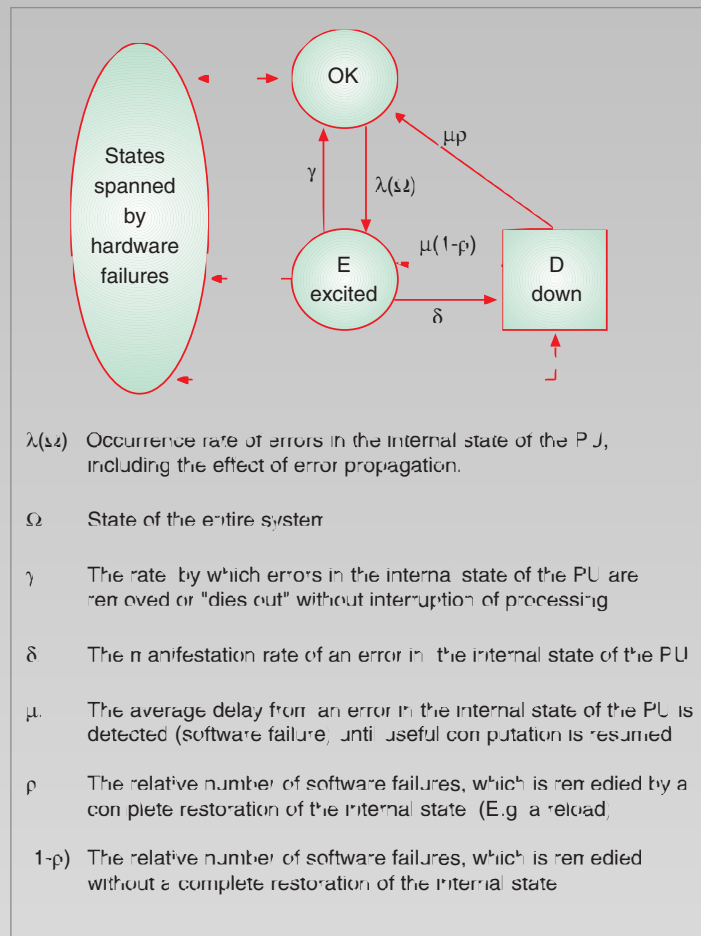 OK
States
spanned
by
hardware
failures
μρ
γ
λ(Ω)
μ(1-ρ)
E
excited
D
down
δ
λ(Ω) Occurrence rate of errors in the internal state of the PU,
including the effect of error propagation.
Ω State of the entire system
γ The rate by which errors in the internal state of the PU are
removed or "dies out" without interruption of processing
δ The manifestation rate of an error in the internal state of the PU
μ. The average delay from an error in the internal state of the PU is
detected (software failure) until useful computation is resumed
ρ The relative number of software failures, which is remedied by a
complete restoration of the internal state (E.g. a reload)
1-ρ) The relative number of software failures, which is remedied
without a complete restoration of the internal state